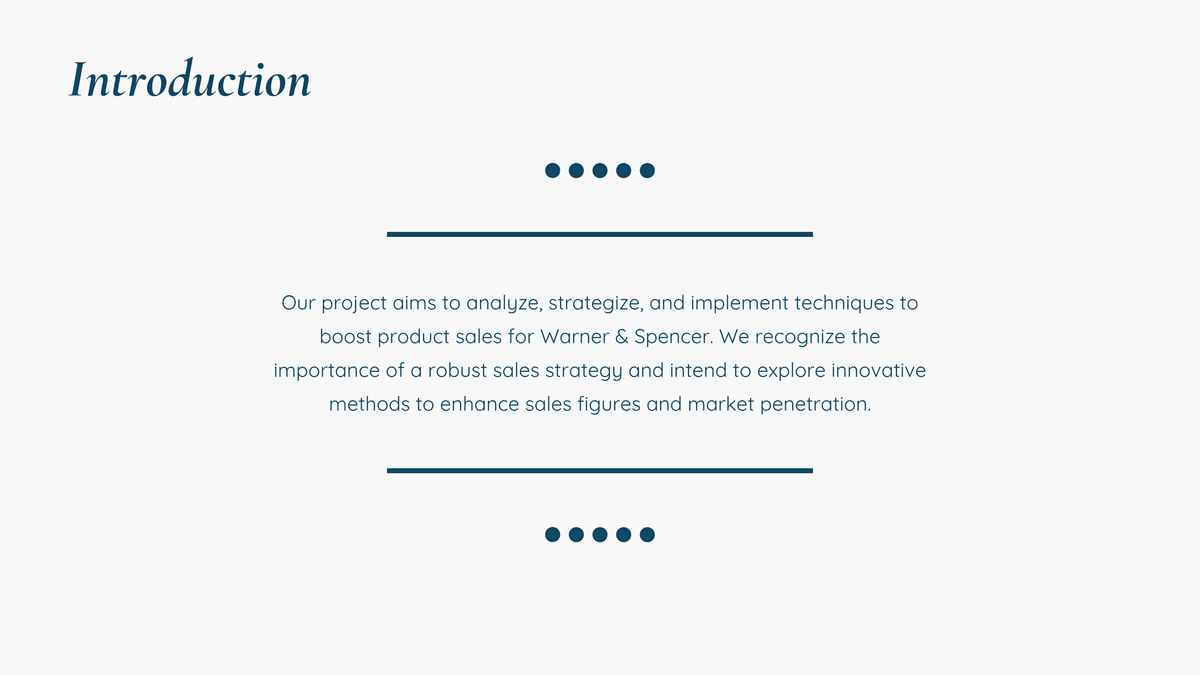 Introduction
Our project aims to analyze, strategize, and implement techniques to
boost product sales for Warner & Spencer. We recognize the
importance of a robust sales strategy and intend to explore innovative
methods to enhance sales figures and market penetration.